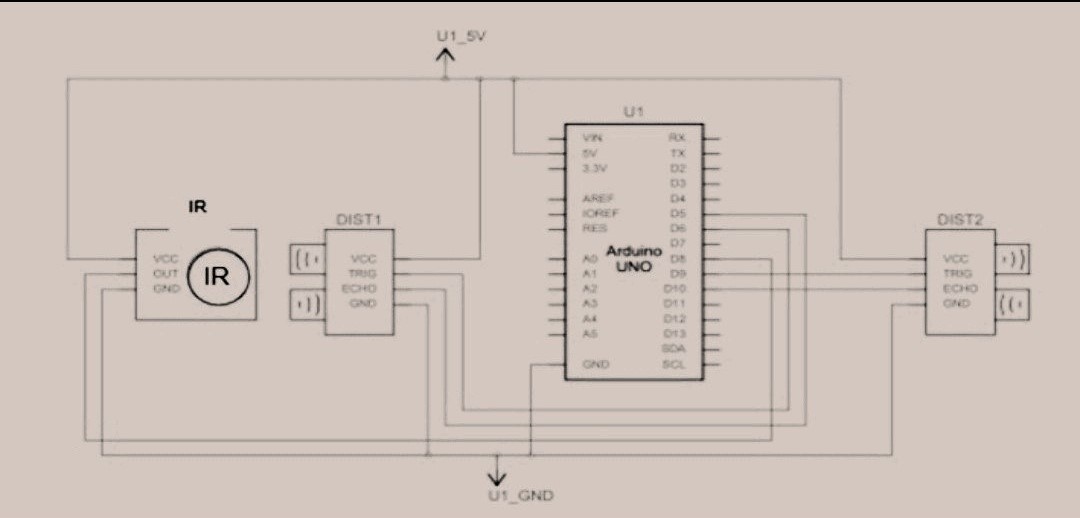 U1_5V
U1
VIN
5V
3.3V
AREF
IOREF
RES
A0
A1
A2
A3
A4
A5
GND
Arduino
UNO
RX
TX
D2
D3
D4
D5
D6
D7
D8
D9
D10
D11
D12
D13
SDA
SCL
IR
VCC
OUT
GND
IR
DIST1
VCC
TRIG
ECHO
GND
DIST2
VCC
TRIG
ECHO
GND
U1_GND